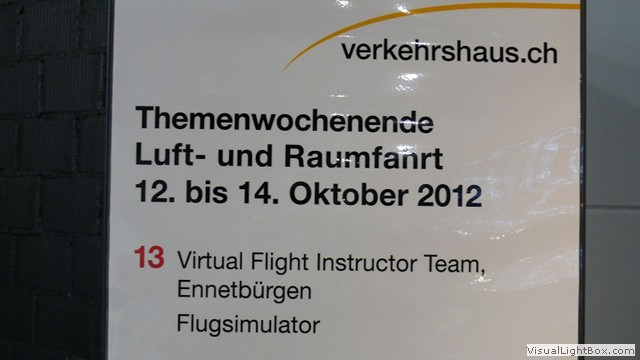 verkehrshaus.ch
Themenwochenende
Luft- und Raumfahrt
12. bis 14. Oktober 2012
13 Virtual Flight Instructor Team,
Ennetbürgen
Flugsimulator
VisualLightBox.com